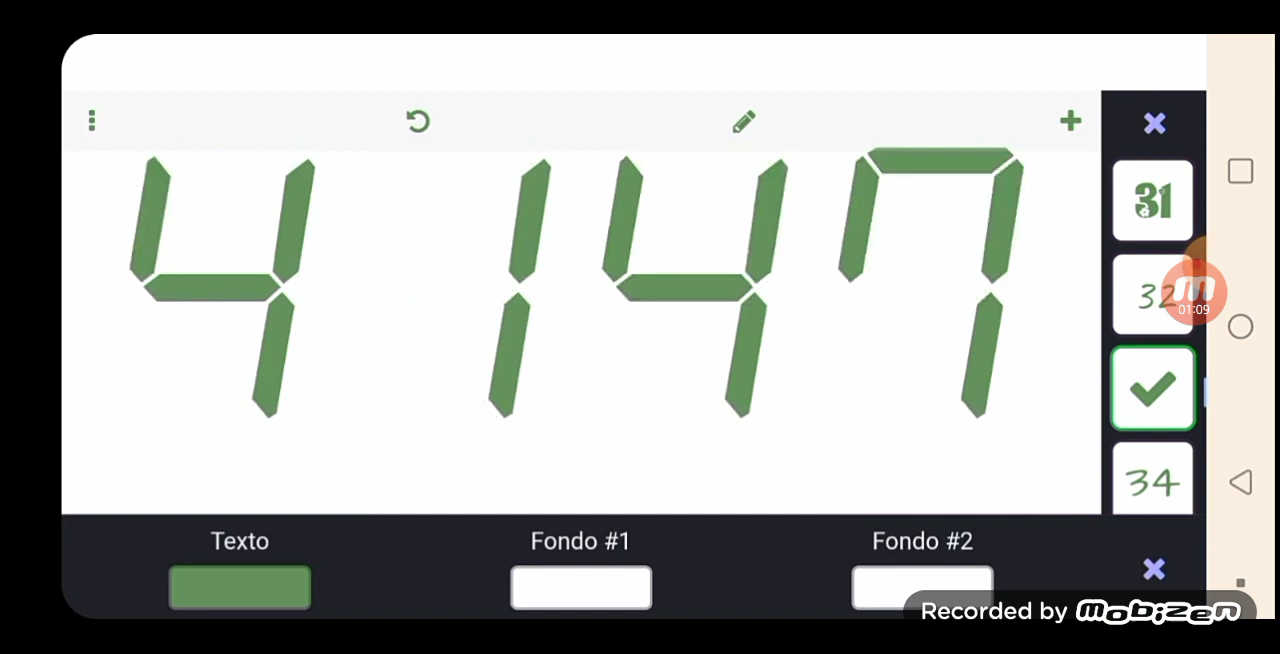 4147
31
32
01:09
34
Texto
Fondo #1
Fondo #2
Recorded by mobizen